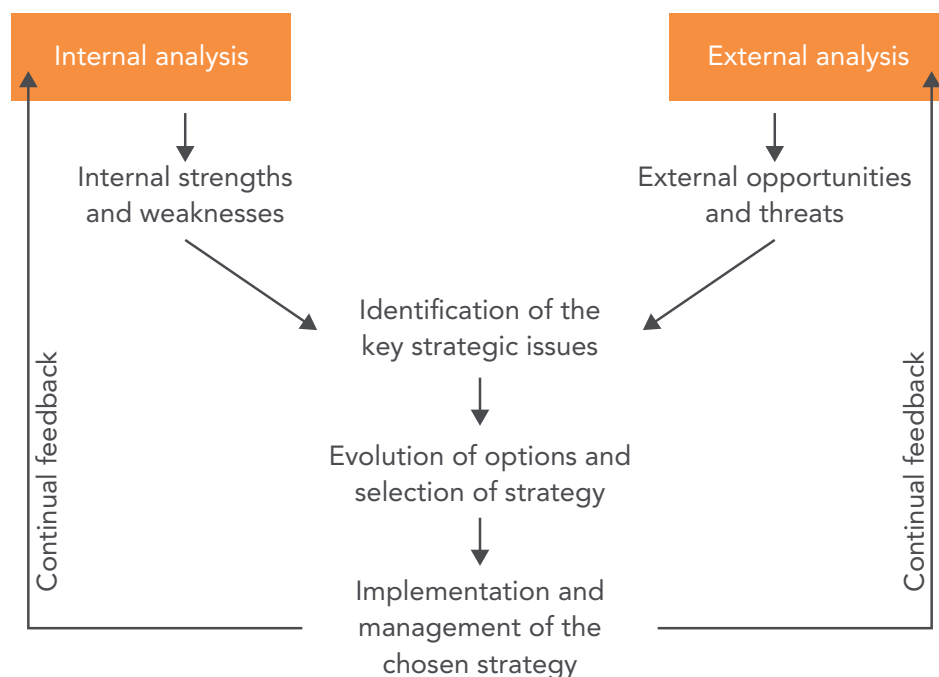 Internal analysis
External analysis
Internal strengths
and weaknesses
External opportunities
and threats
Identification of the
key strategic issues
Evolution of options and
selection of strategy
Implementation and
management of the
chosen strategy
Continual feedback
Continual feedback